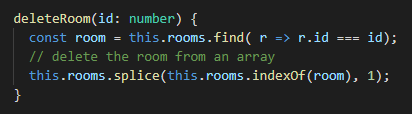 deleteRoom(id: number) {
  const room = this.rooms.find( r => r.id === id);
  // delete the room from an array
  this.rooms.splice(this.rooms.indexOf(room), 1);
}